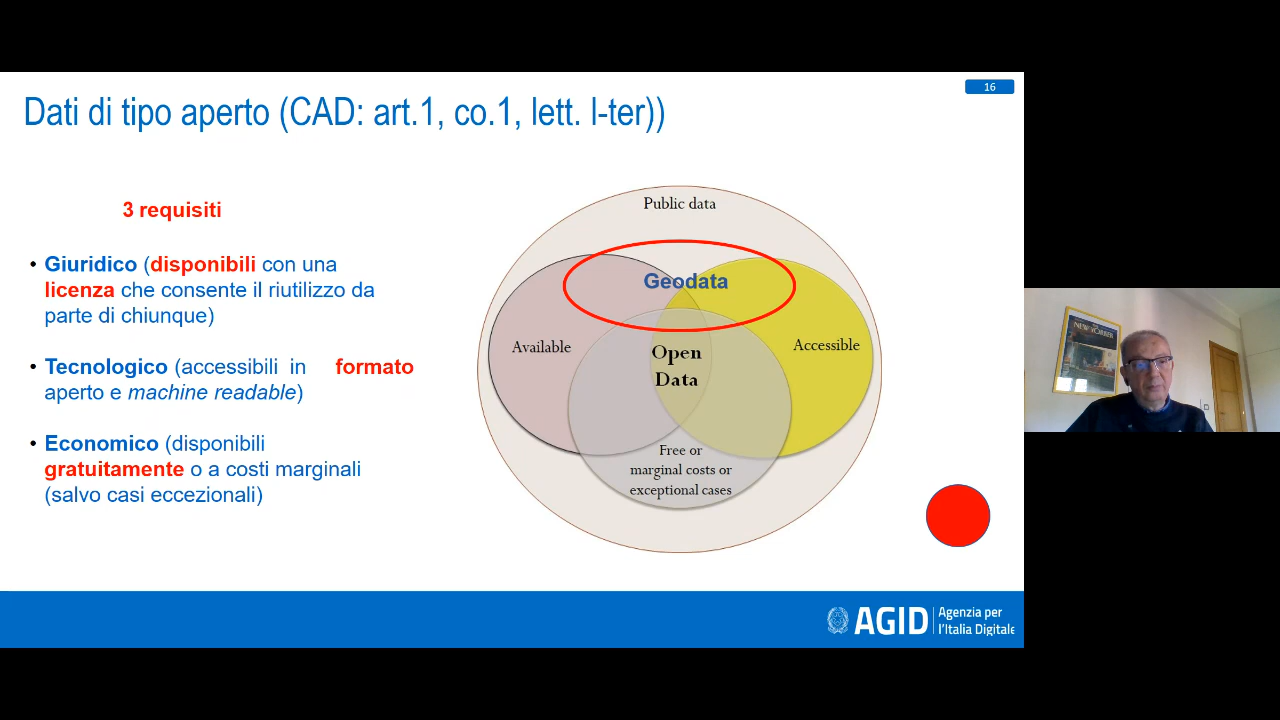 16
Dati di tipo aperto (CAD: art.1, co.1, lett. l-ter))
3 requisiti
• Giuridico (disponibili con una
licenza che consente il riutilizzo da
parte di chiunque)
• Tecnologico (accessibili in formato
aperto e machine readable)
• Economico (disponibili
gratuitamente o a costi marginali
(salvo casi eccezionali)
Public data
Geodata
Available
Accessible
Open
Data
Free or
marginal costs or
exceptional cases
NEW YORKER
AGID
Agenzia per
l'Italia Digitale